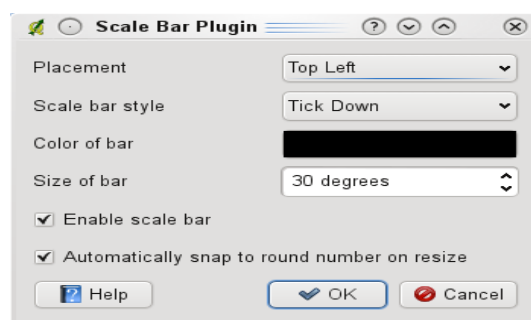 Scale Bar Plugin
Placement Top Left
Scale bar style Tick Down
Color of bar
Size of bar 30 degrees
Enable scale bar
Automatically snap to round number on resize
Help OK Cancel